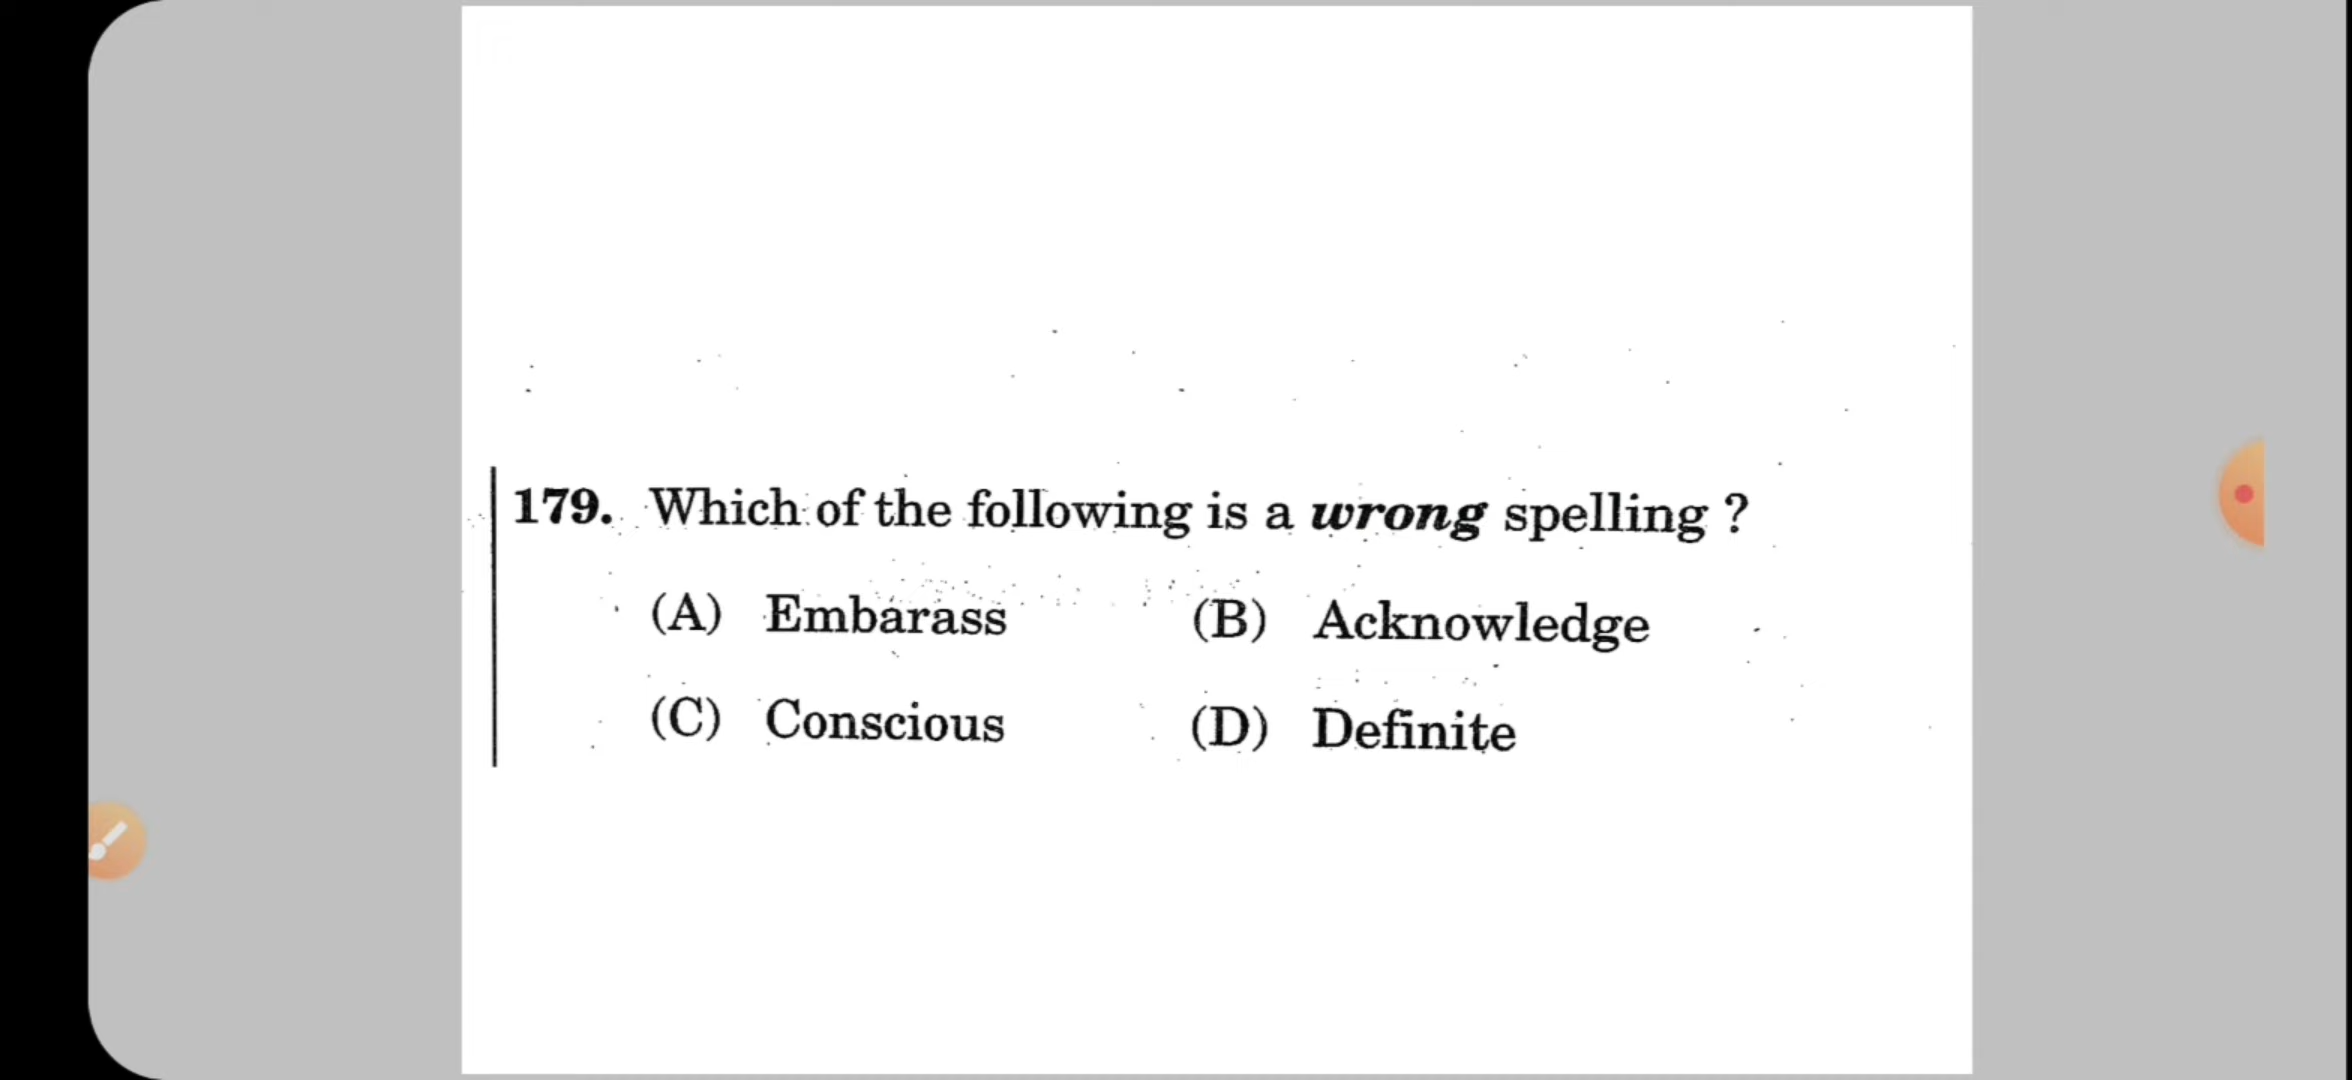 179. Which of the following is a wrong spelling ?
(A) Embarass (B) Acknowledge
(C) Conscious (D) Definite